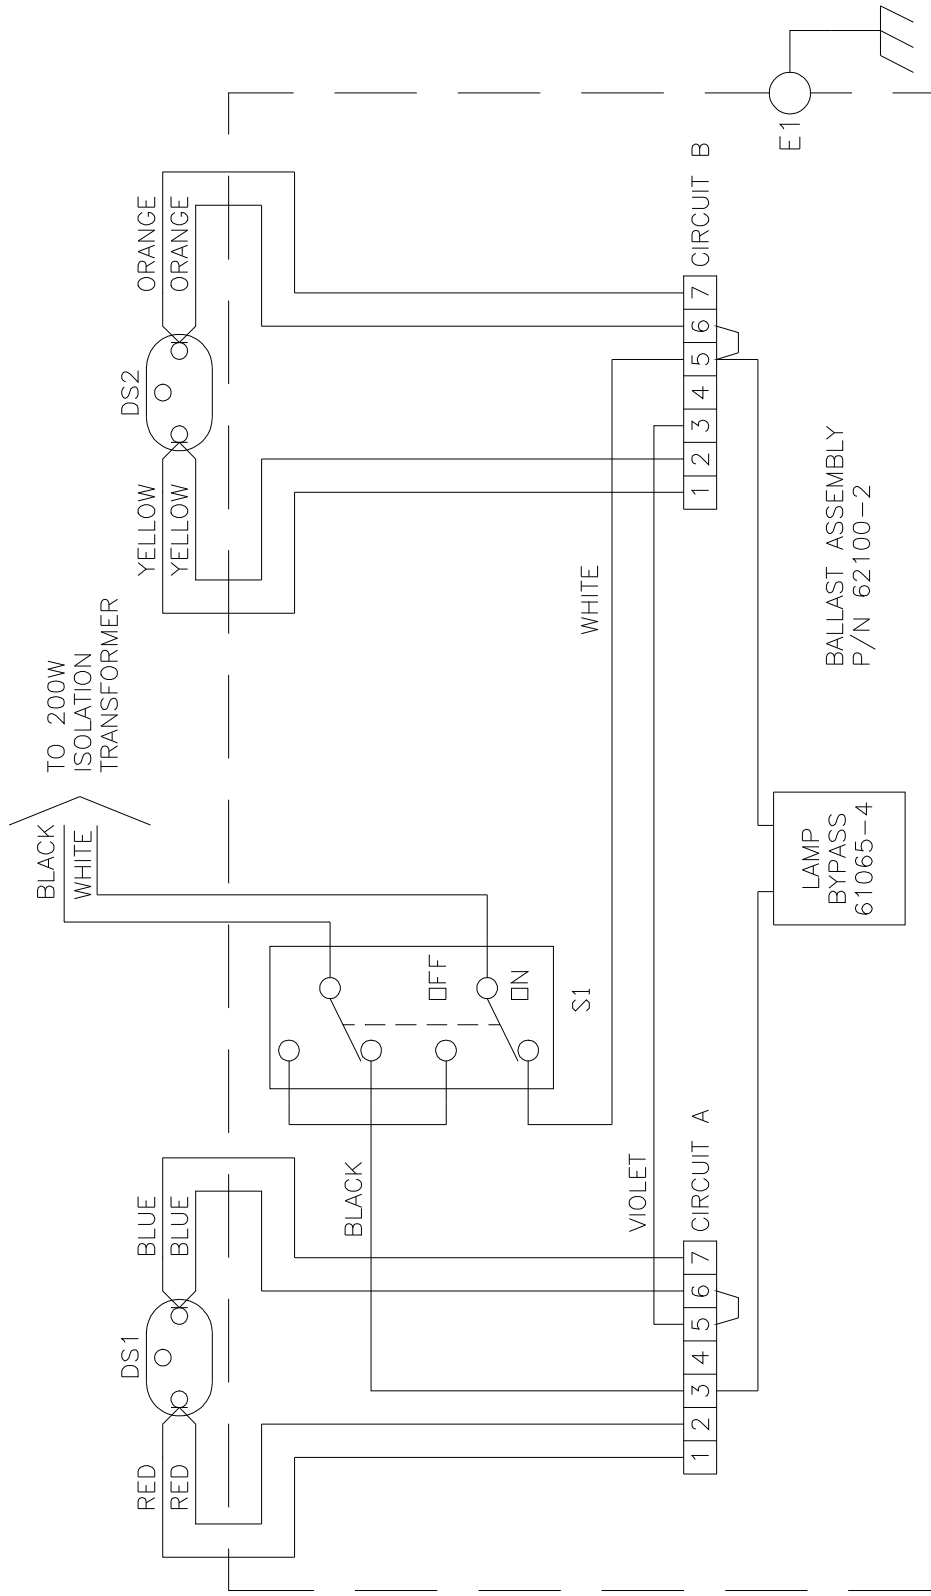 TO 200W
ISOLATION
TRANSFORMER
BLACK
WHITE
DS1
RED
RED
BLUE
BLUE
DS2
YELLOW
YELLOW
ORANGE
ORANGE
OFF
ON
S1
BLACK
WHITE
VIOLET
1 2 3 4 5 6 7 CIRCUIT A
1 2 3 4 5 6 7 CIRCUIT B
E1
LAMP
BYPASS
61065-4
BALLAST ASSEMBLY
P/N 62100-2